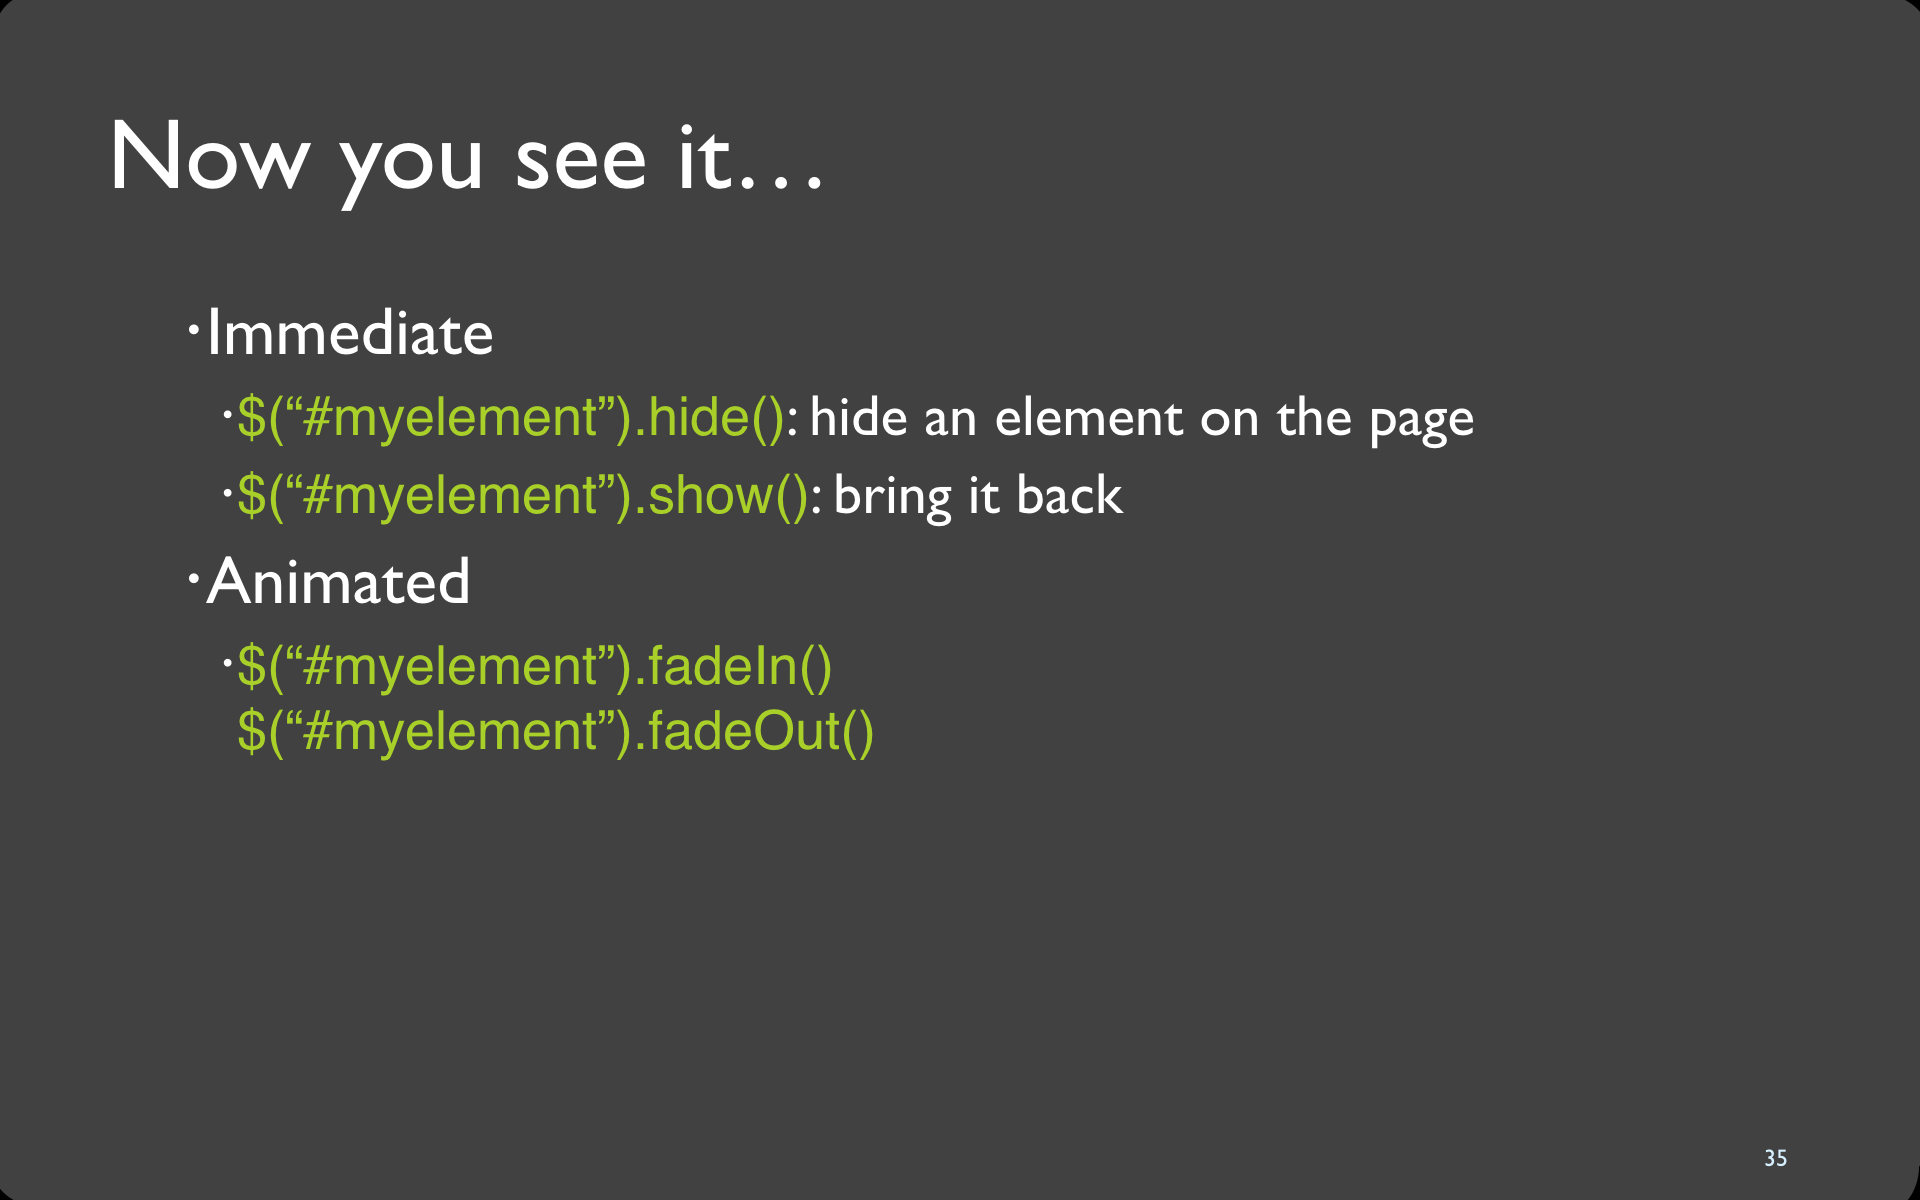 Now you see it…
·Immediate
·$(“#myelement”).hide(): hide an element on the page
·$(“#myelement”).show(): bring it back
·Animated
·$(“#myelement”).fadeIn()
$(“#myelement”).fadeOut()
35